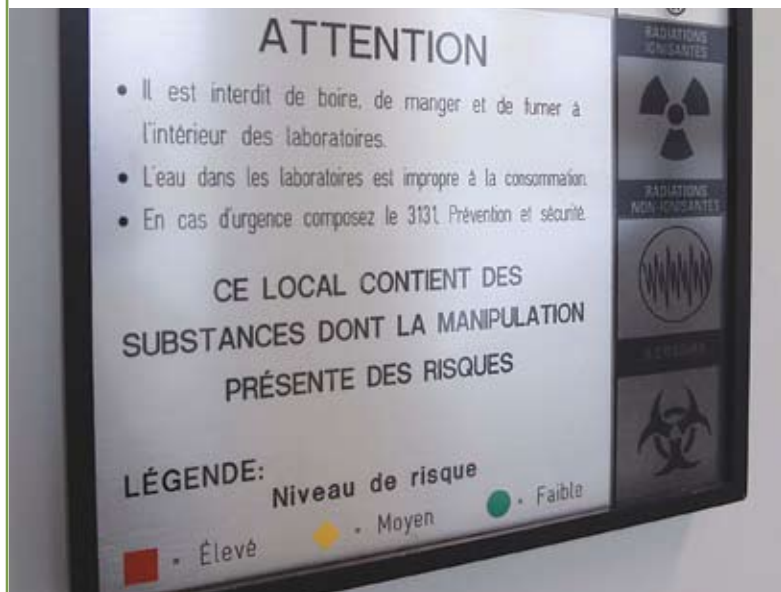 ATTENTION
• Il est interdit de boire, de manger et de fumer à
l'intérieur des laboratoires.
• L'eau dans les laboratoires est impropre à la consommation.
• En cas d'urgence composez le 3131. Prévention et sécurité.
CE LOCAL CONTIENT DES
SUBSTANCES DONT LA MANIPULATION
PRÉSENTE DES RISQUES
LÉGENDE:
Niveau de risque
- Élevé
- Moyen
- Faible
RADIATIONS
IONISANTES
RADIATIONS
NON-IONISANTES